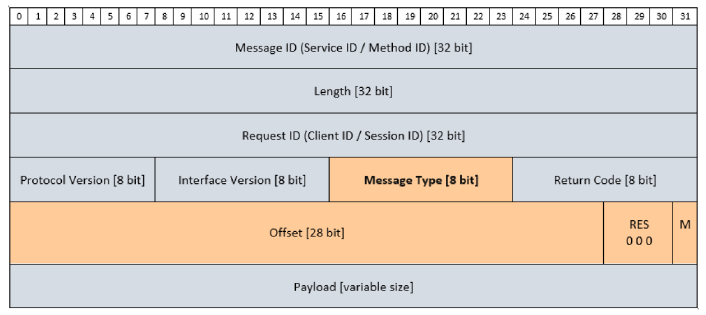 0 1 2 3 4 5 6 7 8 9 10 11 12 13 14 15 16 17 18 19 20 21 22 23 24 25 26 27 28 29 30 31
Message ID (Service ID / Method ID) [32 bit]
Length [32 bit]
Request ID (Client ID / Session ID) [32 bit]
Protocol Version [8 bit] Interface Version [8 bit] Message Type [8 bit] Return Code [8 bit]
Offset [28 bit] RES M
0 0 0
Payload [variable size]